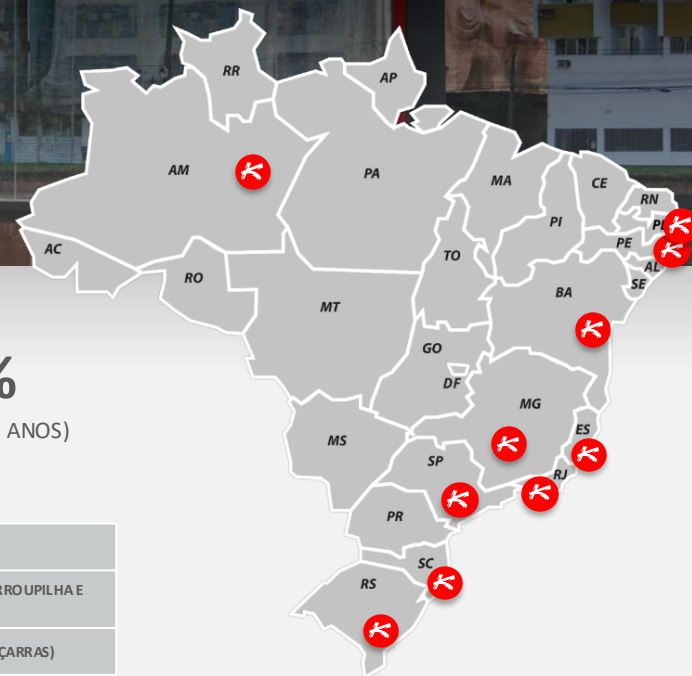 RR
AP
AM
PA
MA
CE
RN
PI
PE
AC
RO
TO
AL
SE
MT
BA
GO
DF
%
ANOS)
MG
MS
ES
SP
RJ
PR
SC
RS
RROUPILHA E
ÇARRAS)